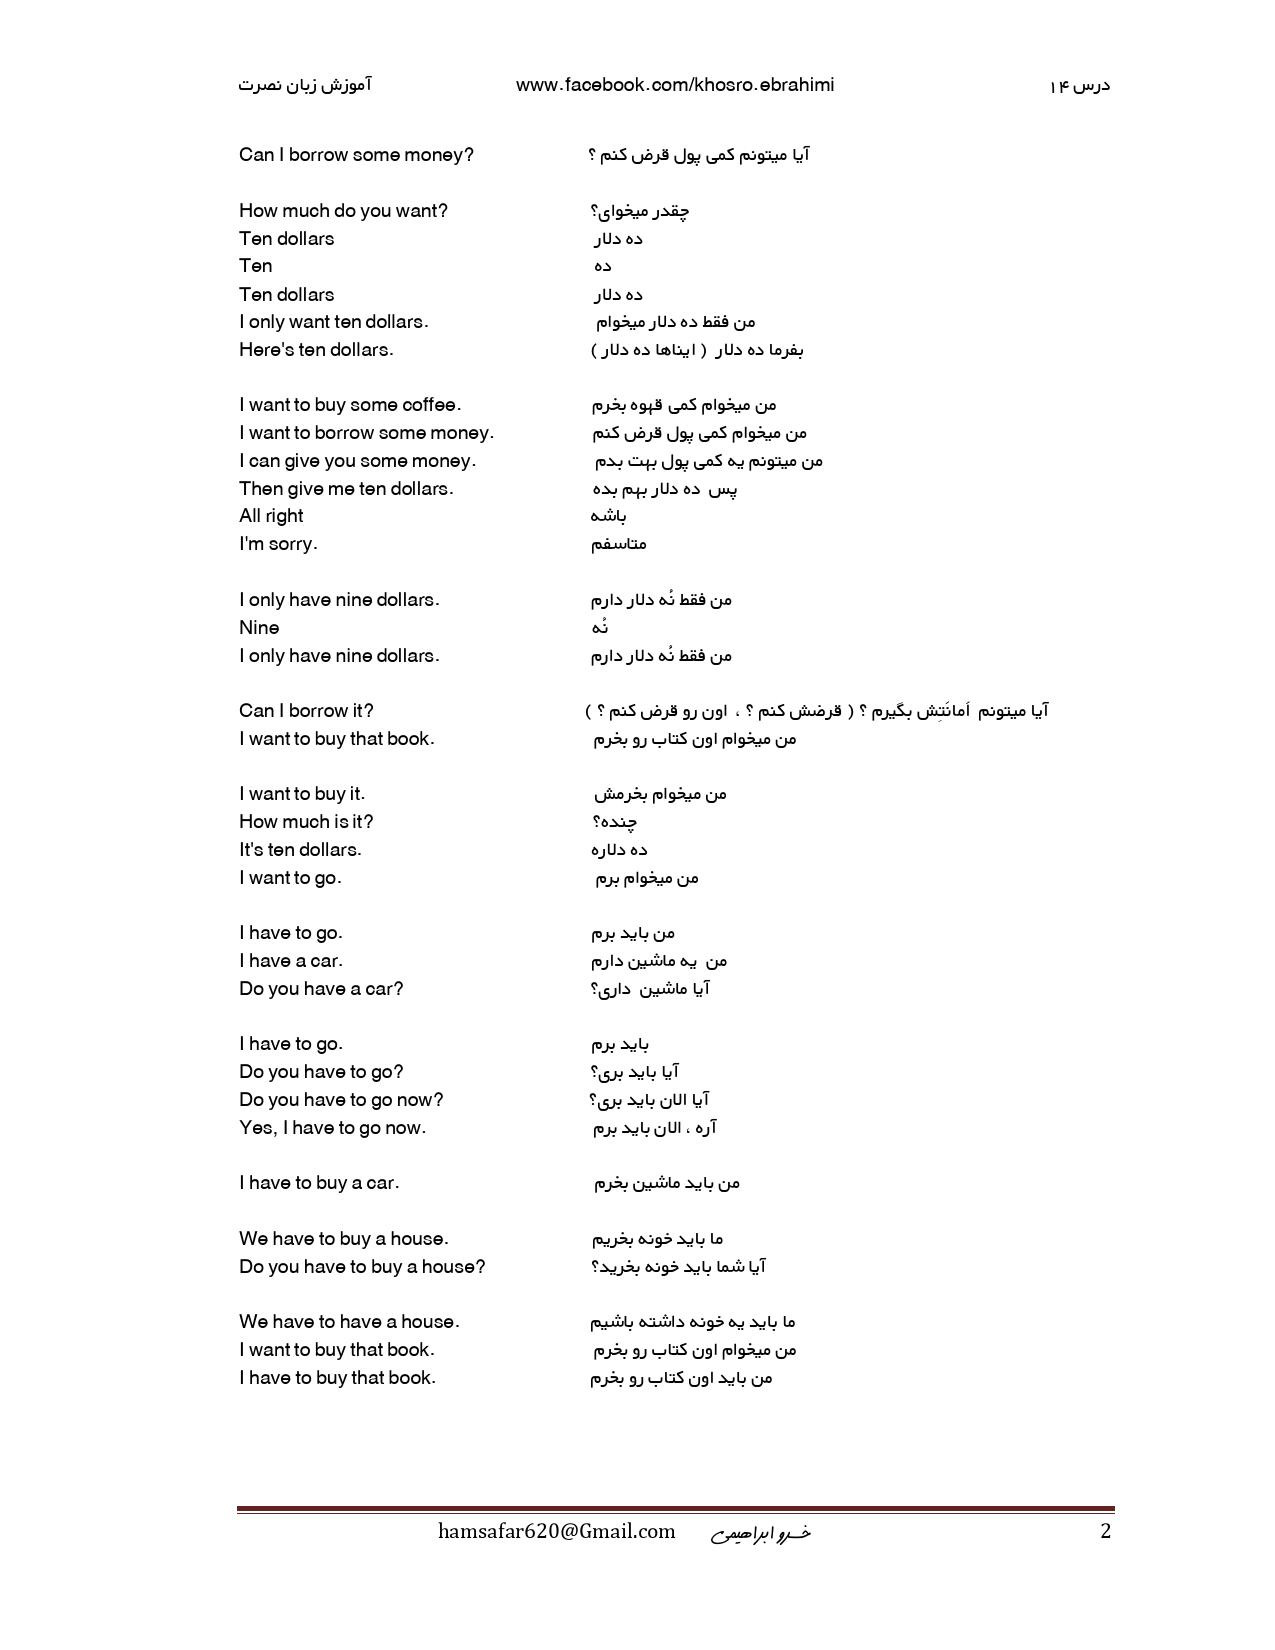 آموزش زبان نصرت www.facebook.com/khosro.ebrahimi درس ۱۴
Can I borrow some money? آیا میتونم کمی پول قرض کنم ؟
How much do you want? چقدر میخوای؟
Ten dollars ده دلار
Ten ده
Ten dollars ده دلار
I only want ten dollars. من فقط ده دلار میخوام
Here's ten dollars. بفرما ده دلار ( ایناها ده دلار )
I want to buy some coffee. من میخوام کمی قهوه بخرم
I want to borrow some money. من میخوام کمی پول قرض کنم
I can give you some money. من میتونم یه کمی پول بهت بدم
Then give me ten dollars. پس ده دلار بهم بده
All right باشه
I'm sorry. متاسفم
I only have nine dollars. من فقط نُه دلار دارم
Nine نُه
I only have nine dollars. من فقط نُه دلار دارم
Can I borrow it? آیا میتونم اَمانَتِش بگیرم ؟ ( قرضش کنم ؟ ، اون رو قرض کنم ؟ )
I want to buy that book. من میخوام اون کتاب رو بخرم
I want to buy it. من میخوام بخرمش
How much is it? چنده؟
It's ten dollars. ده دلاره
I want to go. من میخوام برم
I have to go. من باید برم
I have a car. من یه ماشین دارم
Do you have a car? آیا ماشین داری؟
I have to go. باید برم
Do you have to go? آیا باید بری؟
Do you have to go now? آیا الان باید بری؟
Yes, I have to go now. آره ، الان باید برم
I have to buy a car. من باید ماشین بخرم
We have to buy a house. ما باید خونه بخریم
Do you have to buy a house? آیا شما باید خونه بخرید؟
We have to have a house. ما باید یه خونه داشته باشیم
I want to buy that book. من میخوام اون کتاب رو بخرم
I have to buy that book. من باید اون کتاب رو بخرم
hamsafar620@Gmail.com خسرو ابراهیمی 2